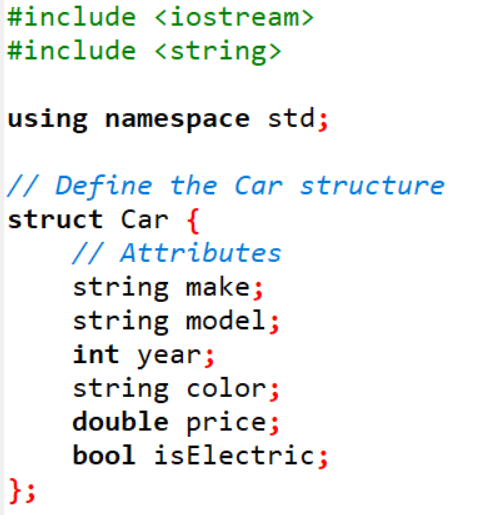 #include <iostream>
#include <string>

using namespace std;

// Define the Car structure
struct Car {
    // Attributes
    string make;
    string model;
    int year;
    string color;
    double price;
    bool isElectric;
};